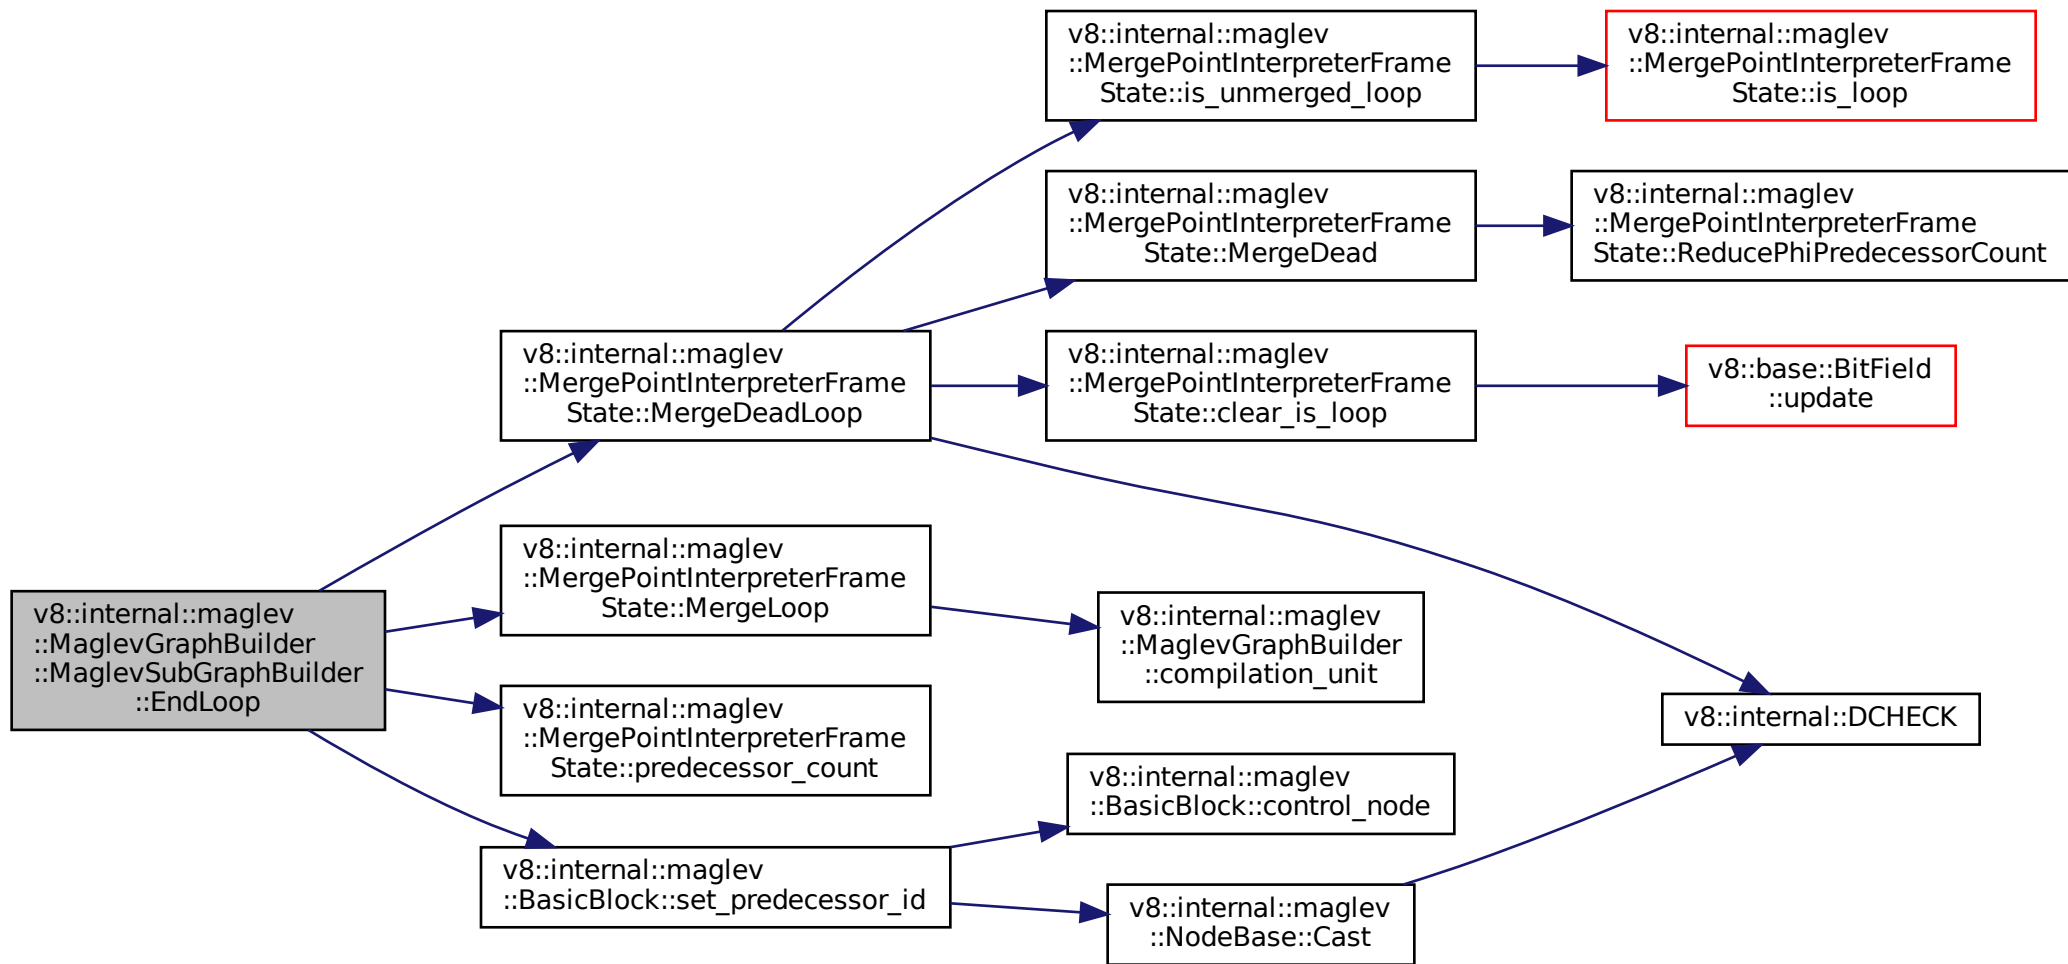 v8::internal::maglev
::MaglevGraphBuilder
::MaglevSubGraphBuilder
::EndLoop
v8::internal::maglev
::MergePointInterpreterFrame
State::MergeDeadLoop
v8::internal::maglev
::MergePointInterpreterFrame
State::is_unmerged_loop
v8::internal::maglev
::MergePointInterpreterFrame
State::is_loop
v8::internal::maglev
::MergePointInterpreterFrame
State::MergeDead
v8::internal::maglev
::MergePointInterpreterFrame
State::ReducePhiPredecessorCount
v8::internal::maglev
::MergePointInterpreterFrame
State::clear_is_loop
v8::base::BitField
::update
v8::internal::maglev
::MergePointInterpreterFrame
State::MergeLoop
v8::internal::maglev
::MaglevGraphBuilder
::compilation_unit
v8::internal::maglev
::MergePointInterpreterFrame
State::predecessor_count
v8::internal::DCHECK
v8::internal::maglev
::BasicBlock::control_node
v8::internal::maglev
::BasicBlock::set_predecessor_id
v8::internal::maglev
::NodeBase::Cast